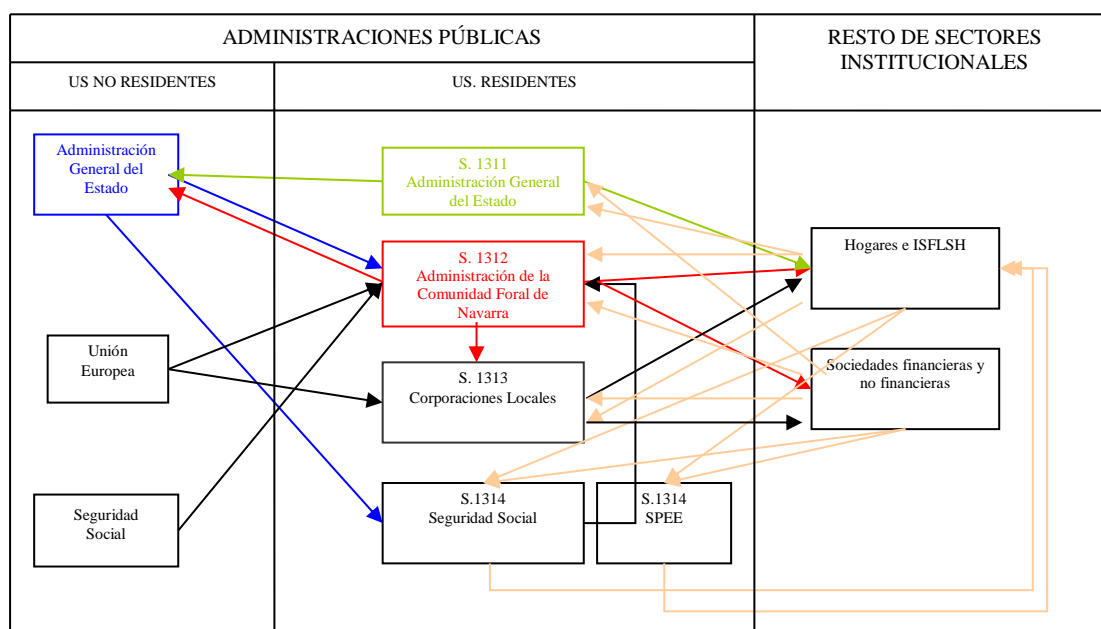 ADMINISTRACIONES PÚBLICAS
RESTO DE SECTORES
INSTITUCIONALES
US NO RESIDENTES
US. RESIDENTES
Administración
General del
Estado
S. 1311
Administración General
del Estado
Hogares e ISFLSH
S. 1312
Administración de la
Comunidad Foral de
Navarra
Unión
Europea
S. 1313
Corporaciones Locales
Sociedades financieras y
no financieras
Seguridad
Social
S.1314
Seguridad Social
S.1314
SPEE